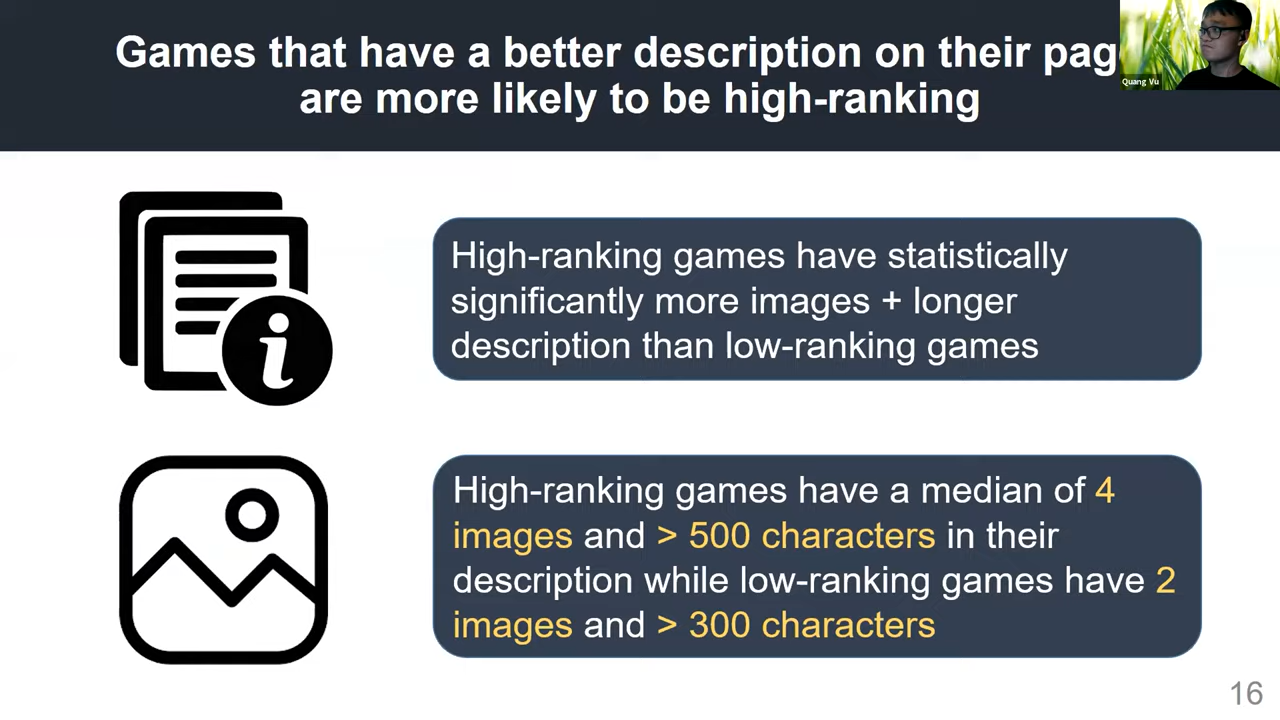 Games that have a better description on their pag
are more likely to be high-ranking
Quang Vu
High-ranking games have statistically
significantly more images + longer
description than low-ranking games
High-ranking games have a median of 4
images and > 500 characters in their
description while low-ranking games have 2
images and > 300 characters
16